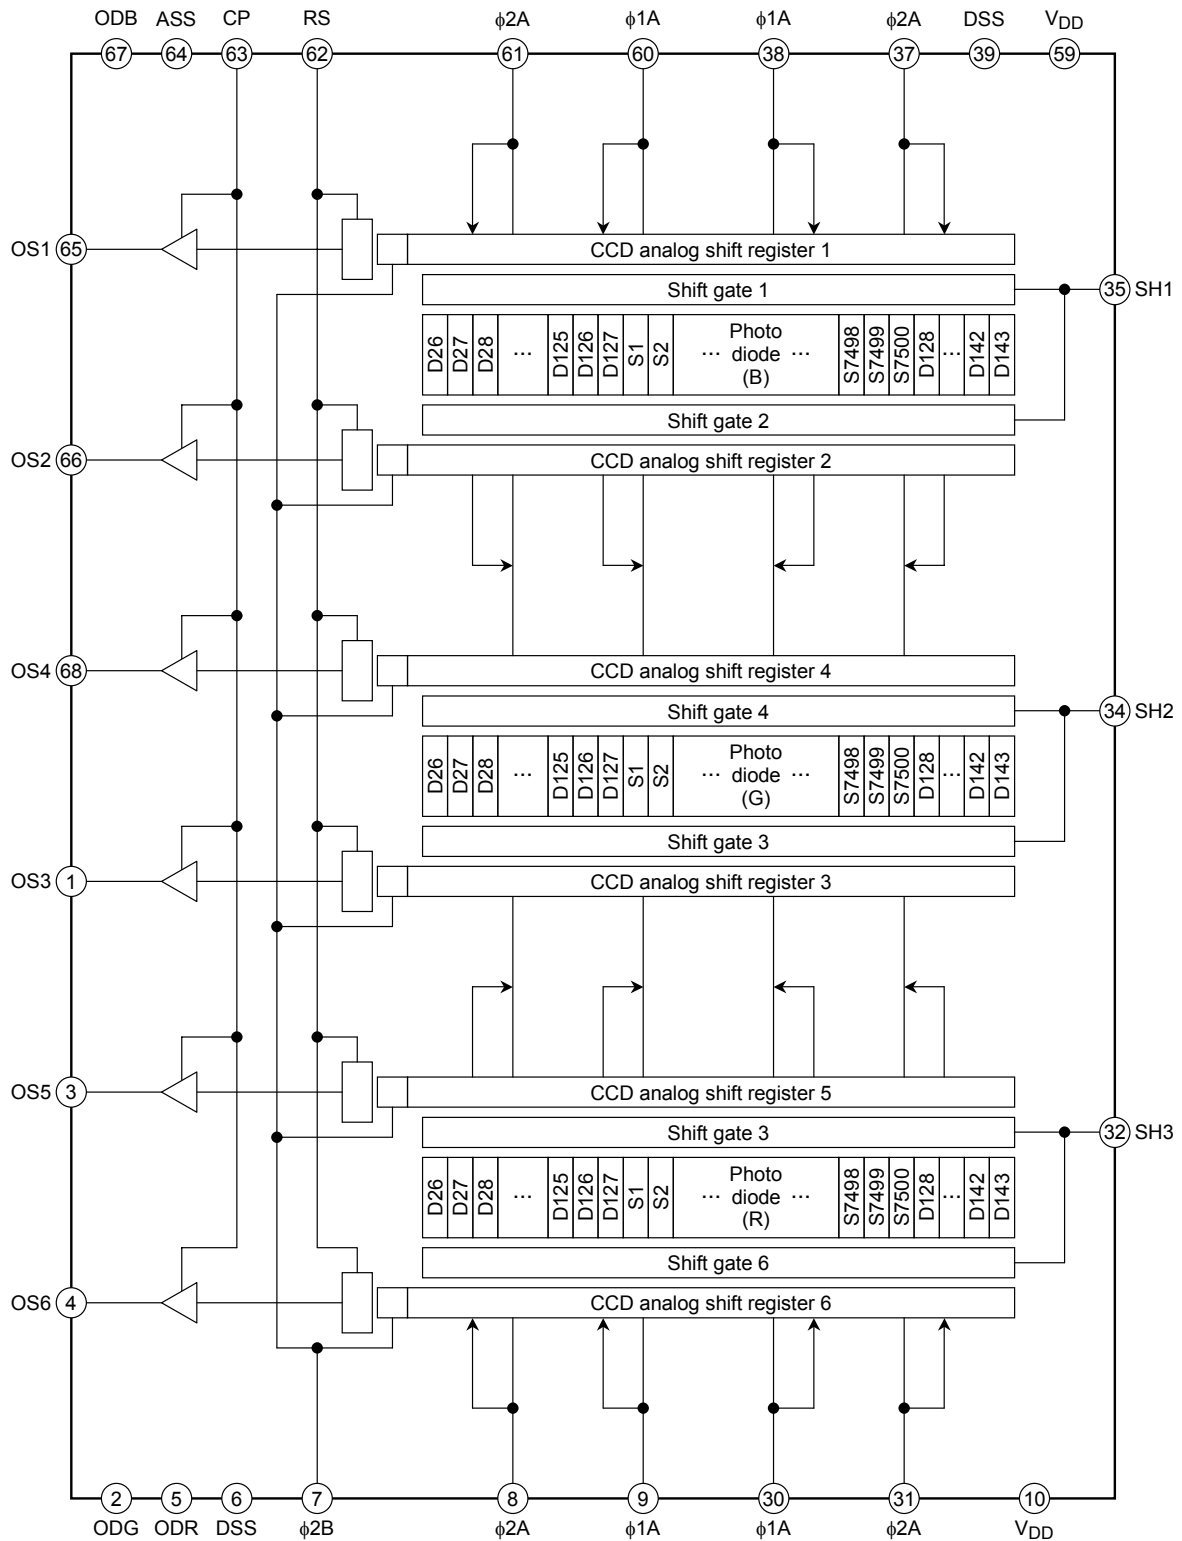 ODB ASS CP RS ϕ2A ϕ1A ϕ1A ϕ2A DSS VDD
67 64 63 62 61 60 38 37 39 59
OS1 65 CCD analog shift register 1
Shift gate 1 35 SH1
D26 D27 D28 ... D125 D126 D127 S1 S2 ... Photo diode (B) ... S7498 S7499 S7500 D128 ... D142 D143
Shift gate 2
OS2 66 CCD analog shift register 2
OS4 68 CCD analog shift register 4
Shift gate 4 34 SH2
D26 D27 D28 ... D125 D126 D127 S1 S2 ... Photo diode (G) ... S7498 S7499 S7500 D128 ... D142 D143
Shift gate 3
OS3 1 CCD analog shift register 3
OS5 3 CCD analog shift register 5
Shift gate 3 32 SH3
D26 D27 D28 ... D125 D126 D127 S1 S2 ... Photo diode (R) ... S7498 S7499 S7500 D128 ... D142 D143
Shift gate 6
OS6 4 CCD analog shift register 6
2 5 6 7 8 9 30 31 10
ODG ODR DSS ϕ2B ϕ2A ϕ1A ϕ1A ϕ2A VDD